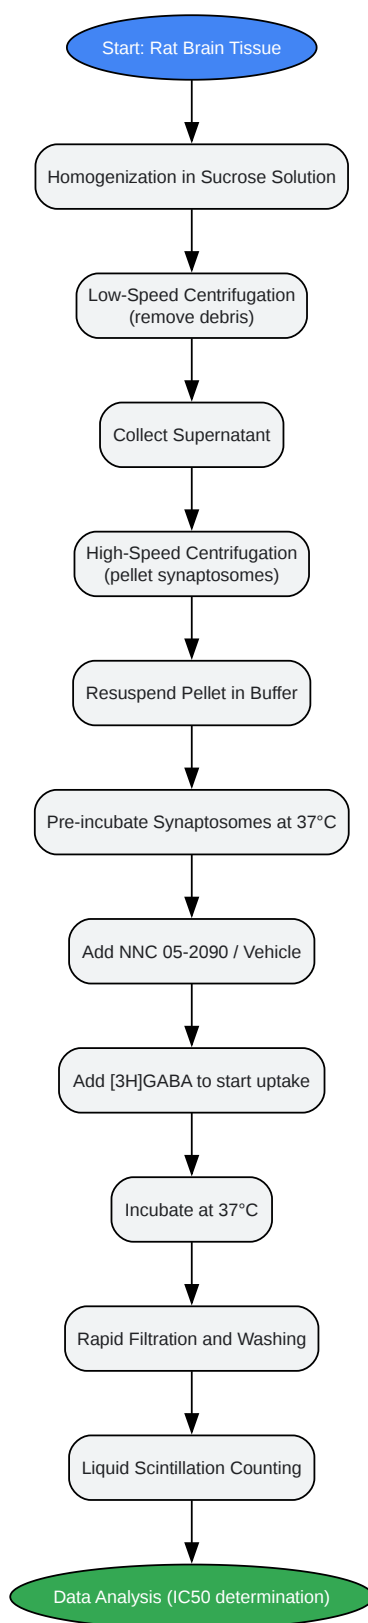 Start: Rat Brain Tissue
Homogenization in Sucrose Solution
Low-Speed Centrifugation
(remove debris)
Collect Supernatant
High-Speed Centrifugation
(pellet synaptosomes)
Resuspend Pellet in Buffer
Pre-incubate Synaptosomes at 37°C
Add NNC 05-2090 / Vehicle
Add [3H]GABA to start uptake
Incubate at 37°C
Rapid Filtration and Washing
Liquid Scintillation Counting
Data Analysis (IC50 determination)